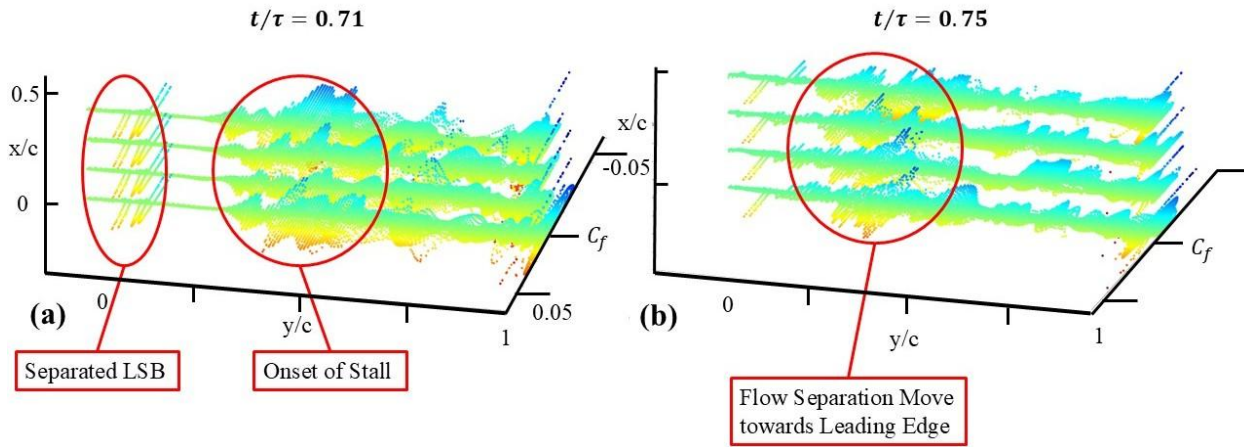 t/τ = 0.71
t/τ = 0.75
0.5
x/c
0
0
y/c
1
0.05
C_f
(a)
Separated LSB
Onset of Stall
x/c
-0.05
C_f
0
y/c
1
(b)
Flow Separation Move
towards Leading Edge